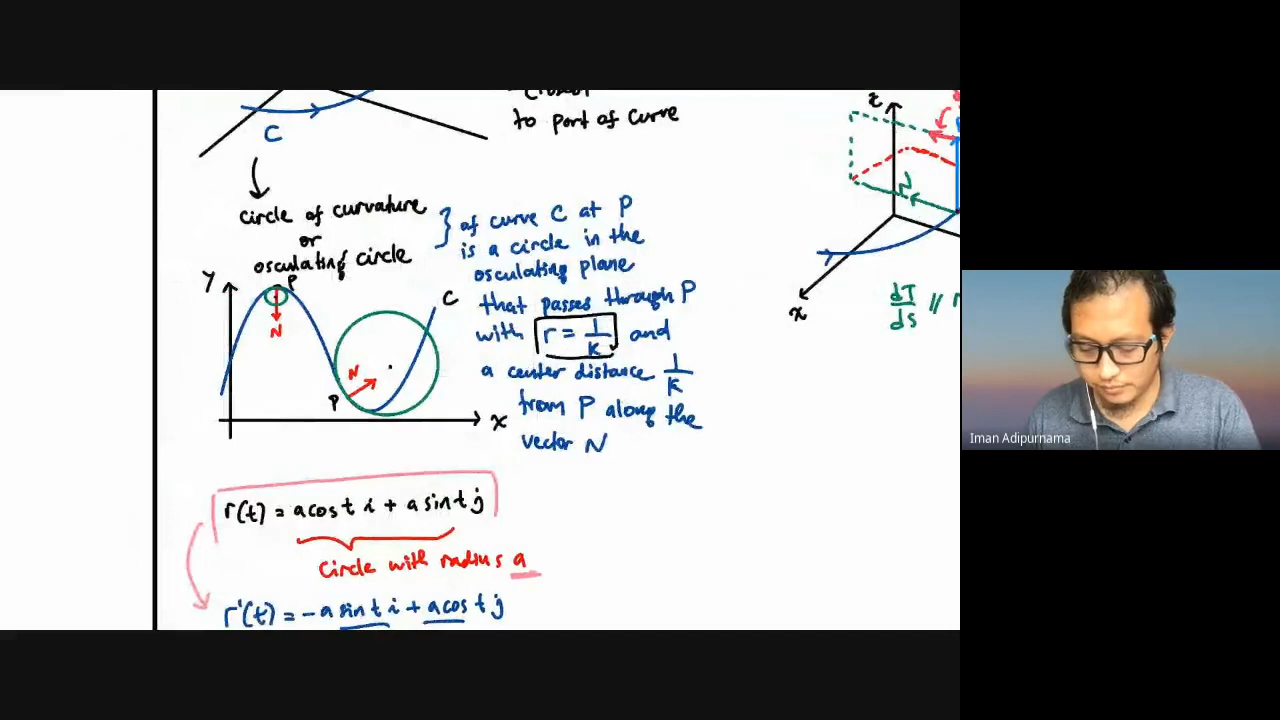 closest
to part of curve
C
circle of curvature
or
osculating circle
of curve C at P
is a circle in the
osculating plane
that passes through P
with r = 1/K and
a center distance 1/K
from P along the
vector N
y
P
N
C
N
P
x
r(t) = a cos t i + a sin t j
Circle with radius a
r'(t) = -a sin t i + a cos t j
z
x
dT/ds //
Iman Adipurnama